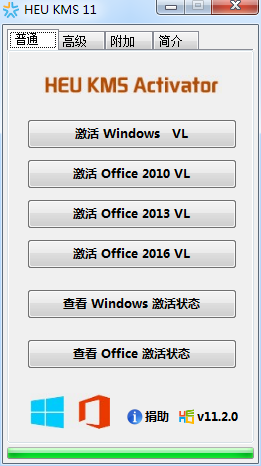 HEU KMS 11
普通 高级 附加 简介
HEU KMS Activator
激活 Windows VL
激活 Office 2010 VL
激活 Office 2013 VL
激活 Office 2016 VL
查看 Windows 激活状态
查看 Office 激活状态
捐助 v11.2.0